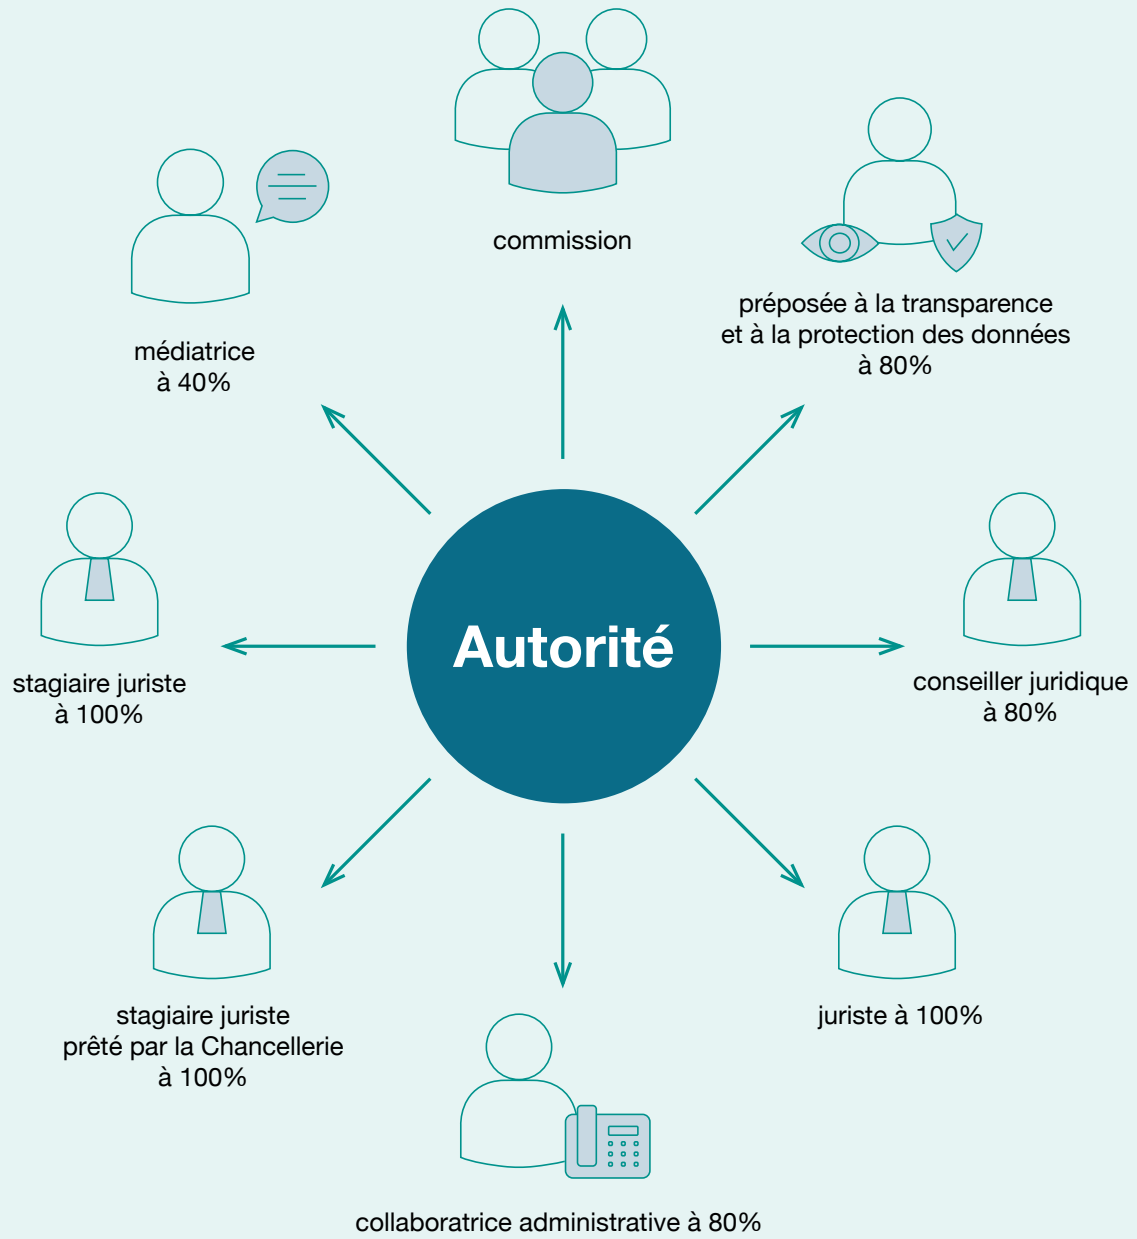 commission
préposée à la transparence
et à la protection des données
à 80%
médiatrice
à 40%
Autorité
stagiaire juriste
à 100%
conseiller juridique
à 80%
stagiaire juriste
prêté par la Chancellerie
à 100%
juriste à 100%
collaboratrice administrative à 80%